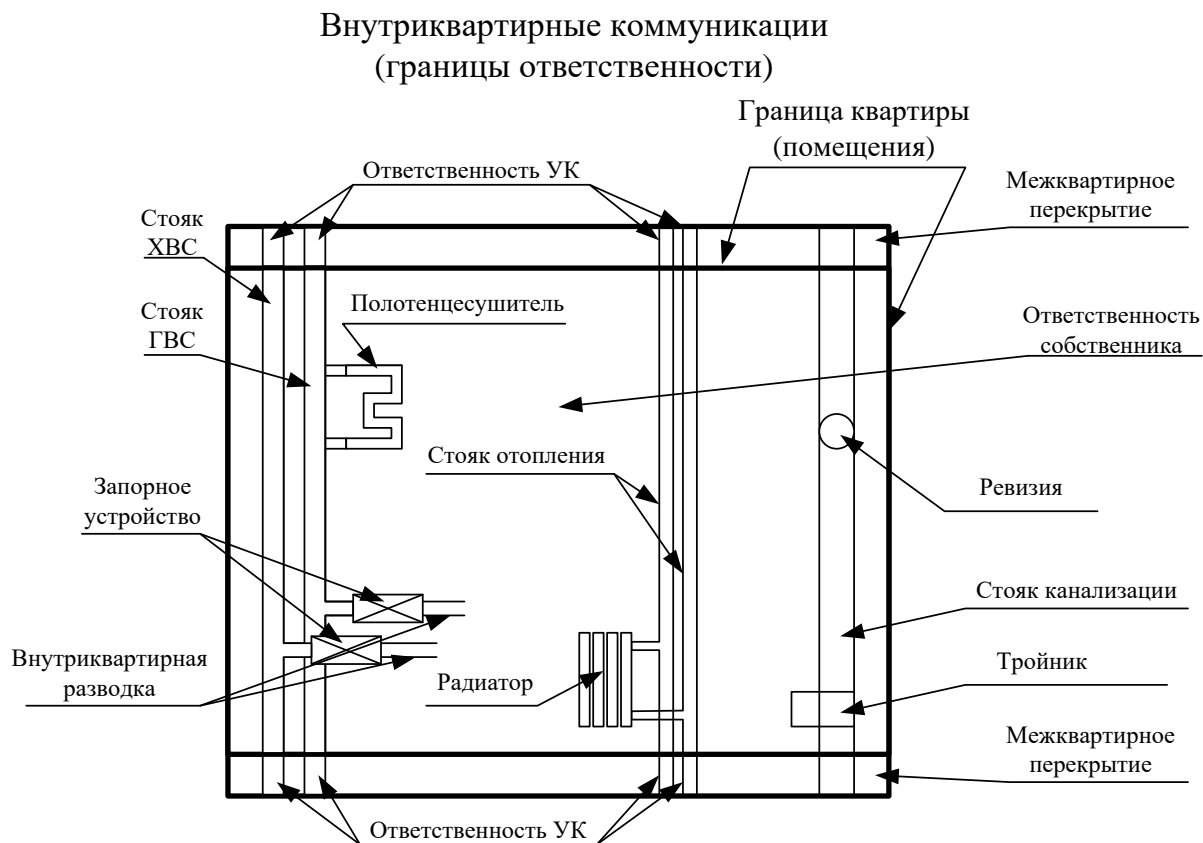 Внутриквартирные коммуникации
(границы ответственности)
Граница квартиры
(помещения)
Ответственность УК
Межквартирное
перекрытие
Стояк
ХВС
Полотенцесушитель
Стояк
ГВС
Ответственность
собственника
Стояк отопления
Запорное
устройство
Ревизия
Стояк канализации
Внутриквартирная
разводка
Радиатор
Тройник
Межквартирное
перекрытие
Ответственность УК